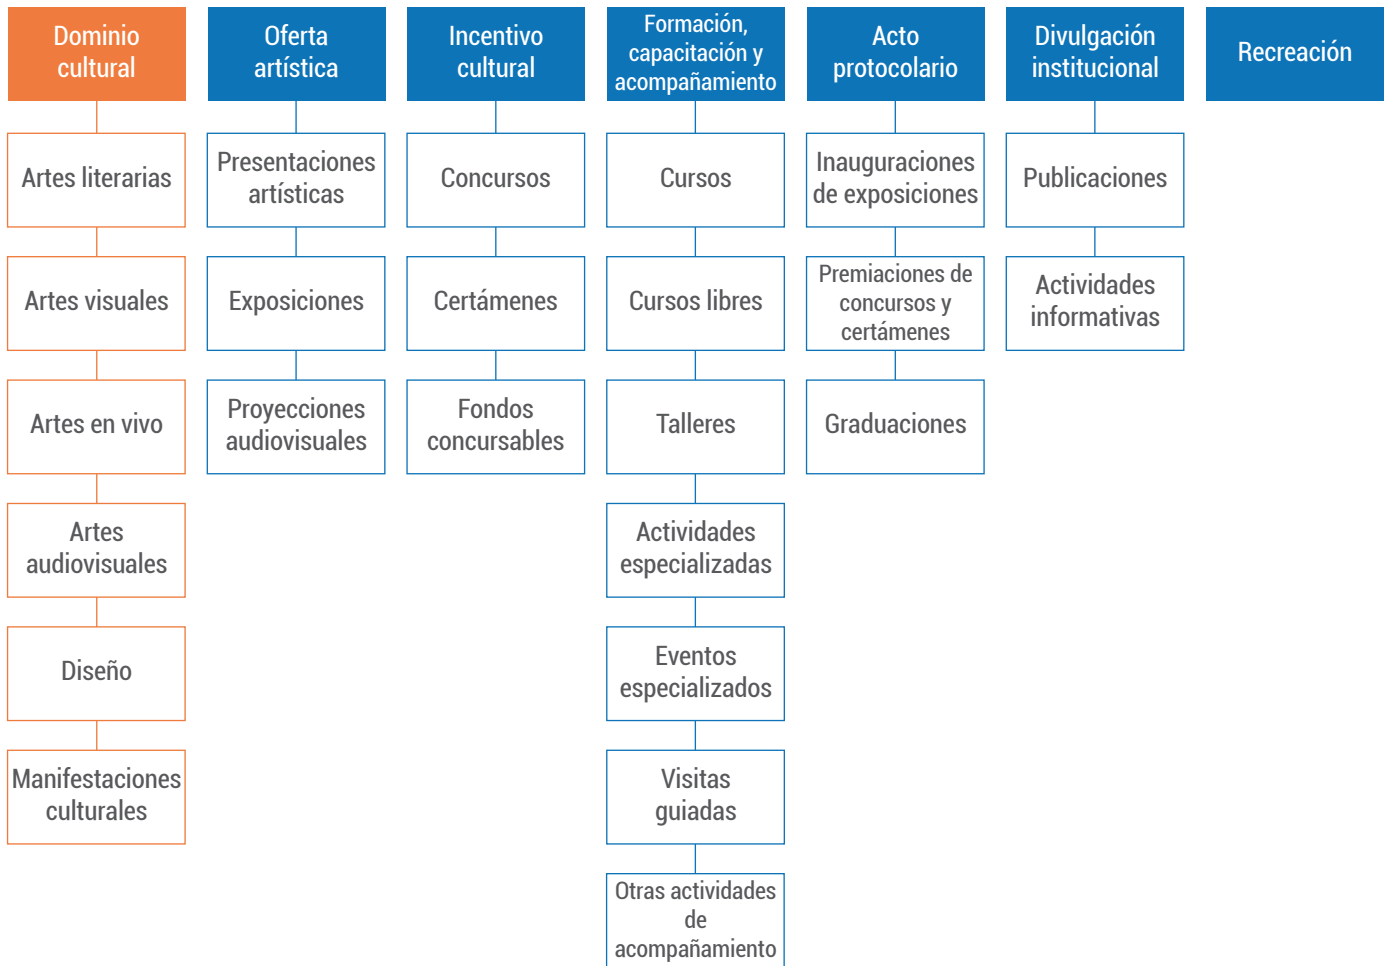 Dominio
cultural
Artes literarias
Artes visuales
Artes en vivo
Artes
audiovisuales
Diseño
Manifestaciones
culturales
Oferta
artística
Presentaciones
artísticas
Exposiciones
Proyecciones
audiovisuales
Incentivo
cultural
Concursos
Certámenes
Fondos
concursables
Formación,
capacitación y
acompañamiento
Cursos
Cursos libres
Talleres
Actividades
especializadas
Eventos
especializados
Visitas
guiadas
Otras actividades
de
acompañamiento
Acto
protocolario
Inauguraciones
de exposiciones
Premiaciones de
concursos y
certámenes
Graduaciones
Divulgación
institucional
Publicaciones
Actividades
informativas
Recreación